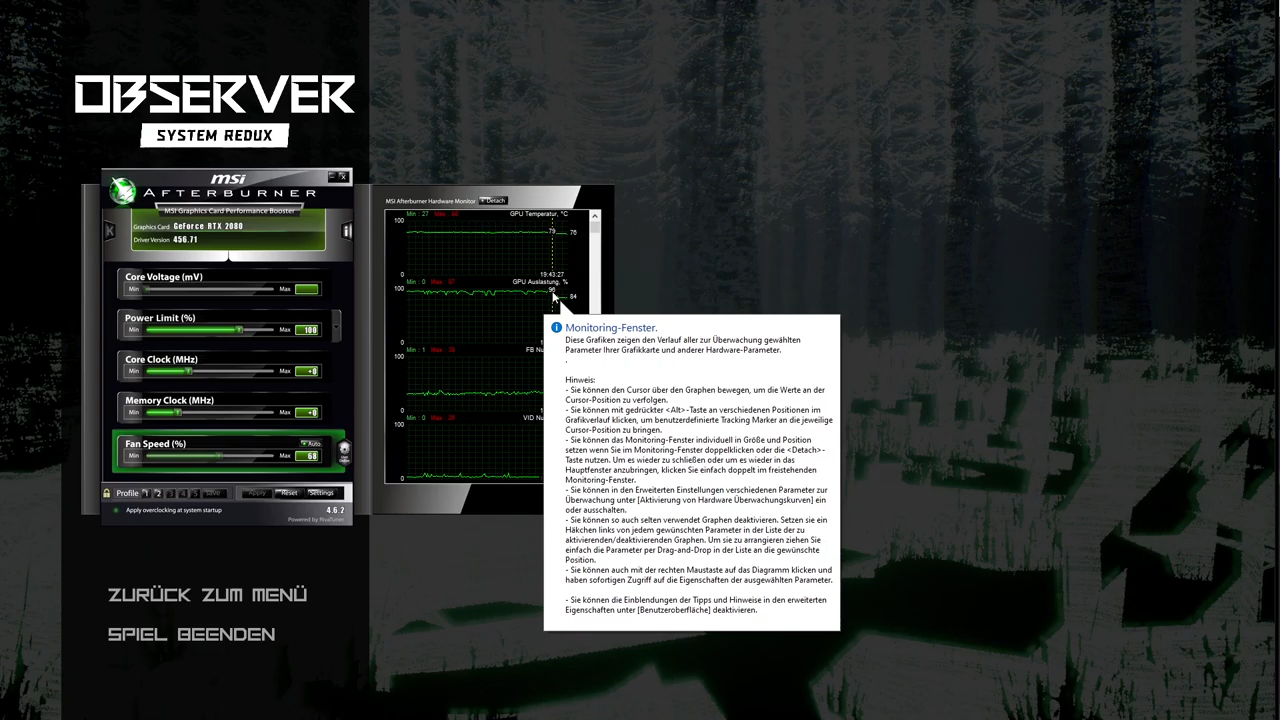 OBSERVER
SYSTEM REDUX
msi
AFTERBURNER
MSI Graphics Card Performance Booster
Graphics Card GeForce RTX 2080
Driver Version 456.71
K
i
Core Voltage (mV)
Min Max
Power Limit (%)
Min Max 100
Core Clock (MHz)
Min Max +0
Memory Clock (MHz)
Min Max +0
Fan Speed (%) Auto
Min Max 68
Profile 1 2 3 4 5 Save Apply Reset Settings
Apply overclocking at system startup 4.6.2
Powered by RivaTuner
MSI Afterburner Hardware Monitor Detach
Min : 27 GPU Temperatur, °C
100
79 76
0 19:43:27
Min : 0 GPU Auslastung, %
100 96
84
0
Min : 1 FB Nu
100
0
Min : 0 VID Nu
100
0
Monitoring-Fenster.
Diese Grafiken zeigen den Verlauf aller zur Überwachung gewählten
Parameter Ihrer Grafikkarte und anderer Hardware-Parameter.
.
Hinweis:
- Sie können den Cursor über den Graphen bewegen, um die Werte an der
Cursor-Position zu verfolgen.
- Sie können mit gedrückter <Alt>-Taste an verschiedenen Positionen im
Grafikverlauf klicken, um benutzerdefinierte Tracking Marker an die jeweilige
Cursor-Position zu bringen.
- Sie können das Monitoring-Fenster individuell in Größe und Position
setzen wenn Sie im Monitoring-Fenster doppelklicken oder die <Detach>-
Taste nutzen. Um es wieder zu schließen oder um es wieder in das
Hauptfenster anzubringen, klicken Sie einfach doppelt im freistehenden
Monitoring-Fenster.
- Sie können in den Erweiterten Einstellungen verschiedenen Parameter zur
Überwachung unter [Aktivierung von Hardware Überwachungskurven] ein
oder ausschalten.
- Sie können so auch selten verwendet Graphen deaktivieren. Setzen sie ein
Häkchen links von jedem gewünschten Parameter in der Liste der zu
aktivierenden/deaktivierenden Graphen. Um sie zu arrangieren ziehen Sie
einfach die Parameter per Drag-and-Drop in der Liste an die gewünschte
Position.
- Sie können auch mit der rechten Maustaste auf das Diagramm klicken und
haben sofortigen Zugriff auf die Eigenschaften der ausgewählten Parameter.
- Sie können die Einblendungen der Tipps und Hinweise in den erweiterten
Eigenschaften unter [Benutzeroberfläche] deaktivieren.
ZURÜCK ZUM MENÜ
SPIEL BEENDEN